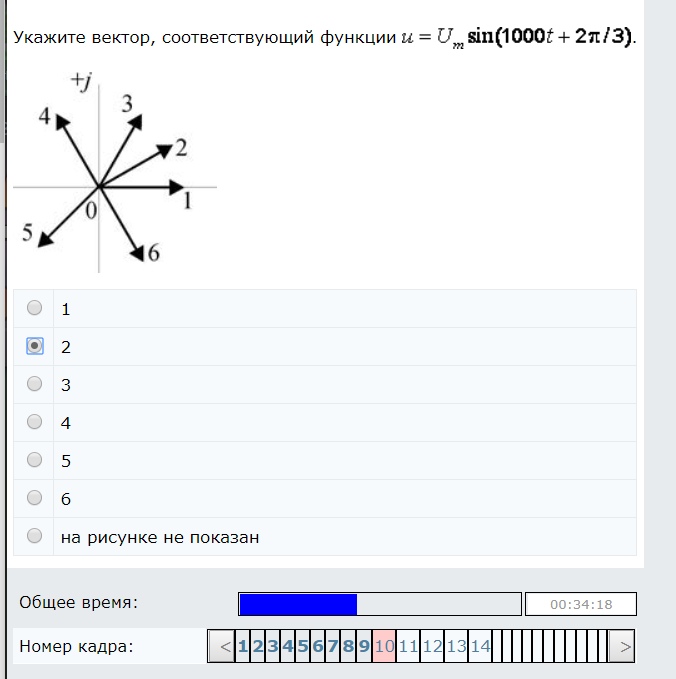 Укажите вектор, соответствующий функции u = U_m sin(1000t + 2π/3).
+j
3
4
2
1
0
5
6
1
2
3
4
5
6
на рисунке не показан
Общее время: 00:34:18
Номер кадра: < 1 2 3 4 5 6 7 8 9 10 11 12 13 14 >